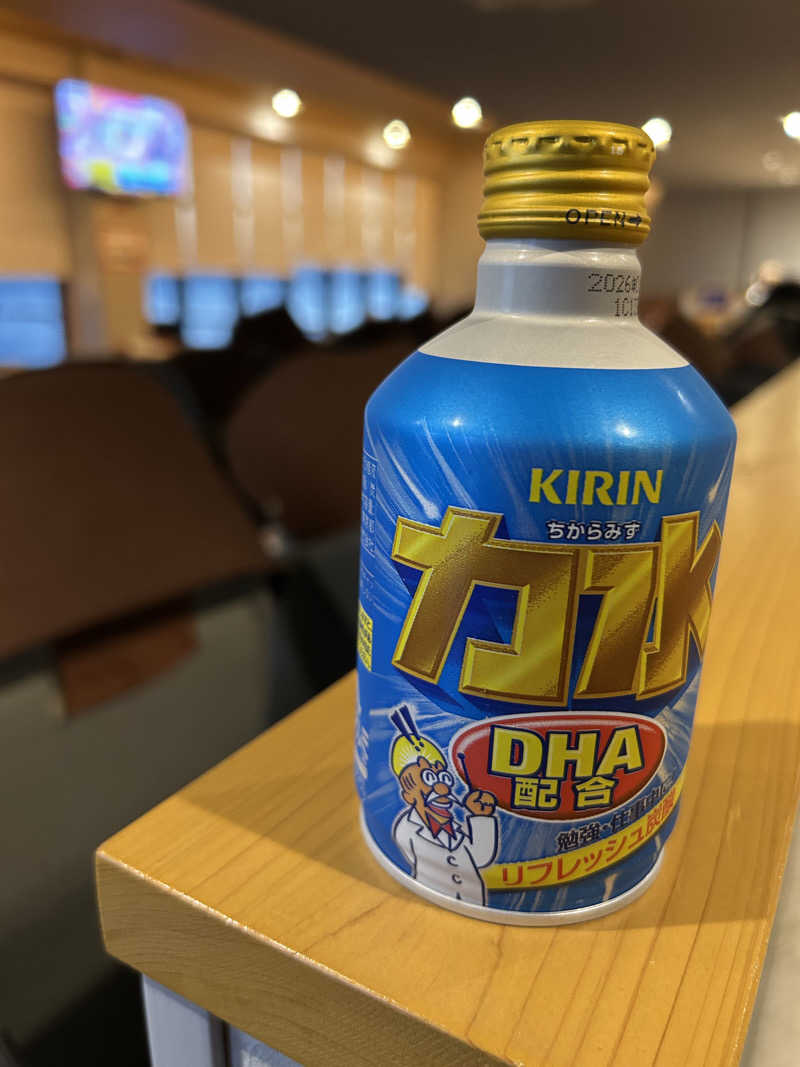 OPEN→
2026
KIRIN
ちからみず
力水
DHA
配合
勉強・仕事中に
リフレッシュ炭酸